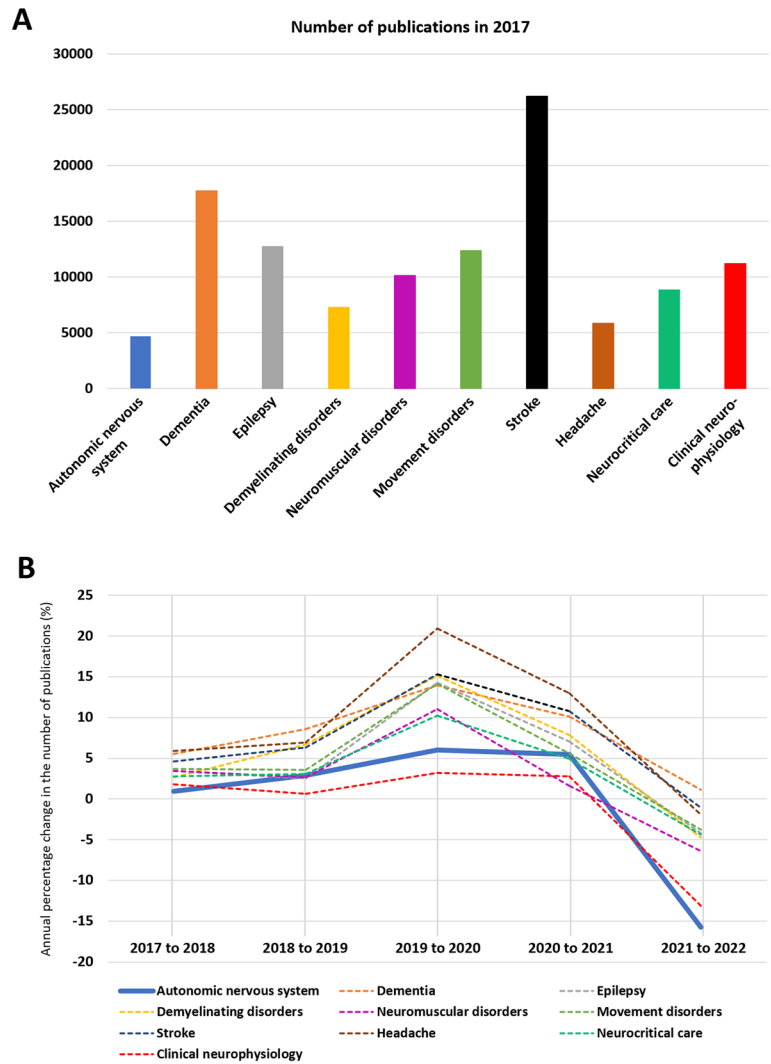 A
Number of publications in 2017
30000
25000
20000
15000
10000
5000
0
Autonomic nervous
system
Dementia
Epilepsy
Demyelinating disorders
Neuromuscular disorders
Movement disorders
Stroke
Headache
Neurocritical care
Clinical neuro-
physiology
B
Annual percentage change in the number of publications (%)
25
20
15
10
5
0
-5
-10
-15
-20
2017 to 2018 2018 to 2019 2019 to 2020 2020 to 2021 2021 to 2022
Autonomic nervous system Dementia Epilepsy
Demyelinating disorders Neuromuscular disorders Movement disorders
Stroke Headache Neurocritical care
Clinical neurophysiology